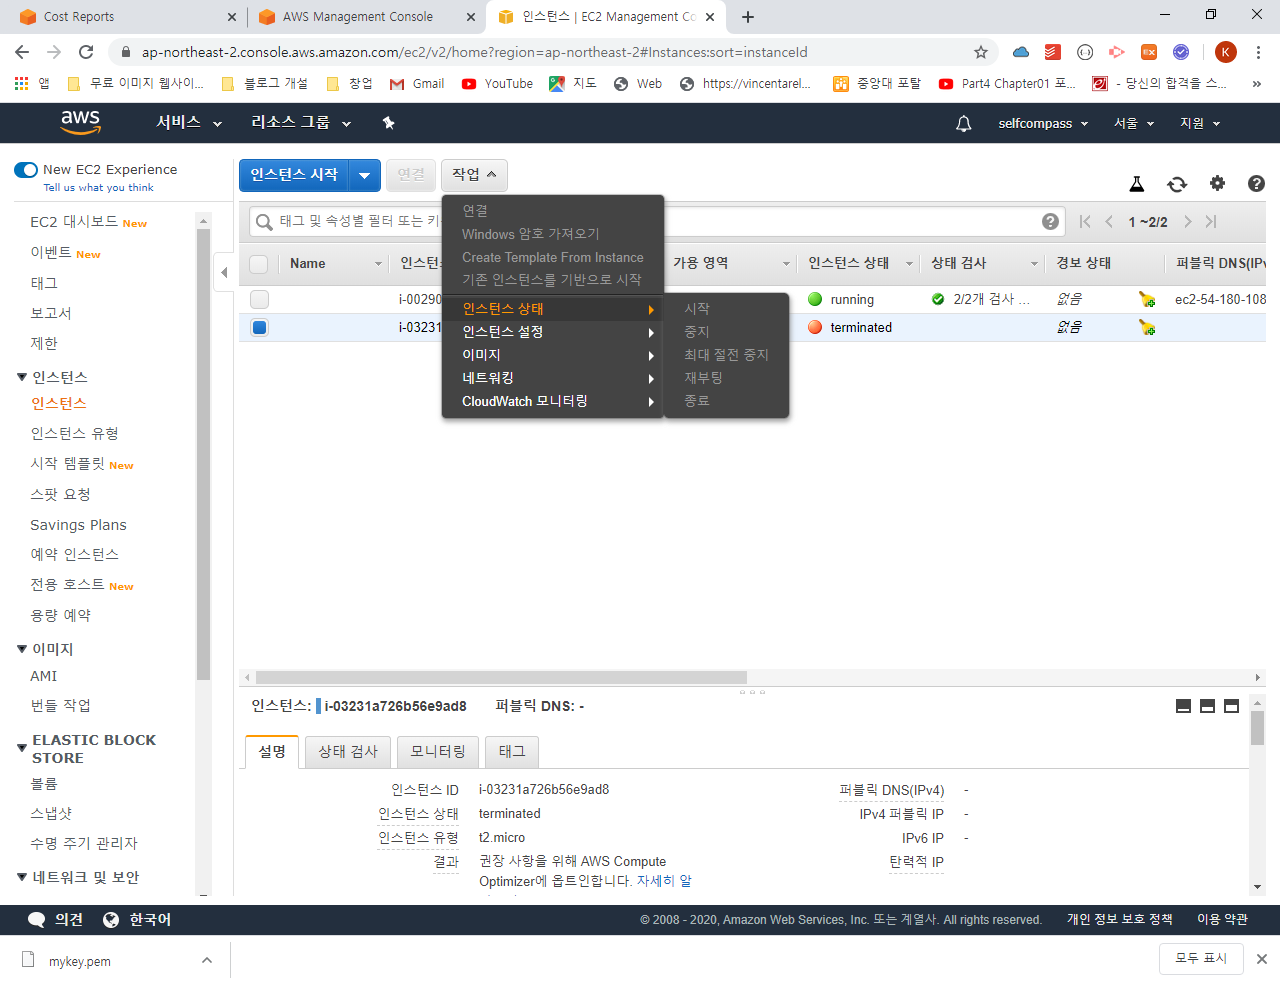 Cost Reports
AWS Management Console
인스턴스 | EC2 Management Co
ap-northeast-2.console.aws.amazon.com/ec2/v2/home?region=ap-northeast-2#Instances:sort=instanceId
K
앱
무료 이미지 웹사이...
블로그 개설
창업
Gmail
YouTube
지도
Web
https://vincentarel...
중앙대 포탈
Part4 Chapter01 포...
- 당신의 합격을 스...
»
aws
서비스
리소스 그룹
selfcompass
서울
지원
New EC2 Experience
Tell us what you think
인스턴스 시작
연결
작업
EC2 대시보드 New
이벤트 New
태그
보고서
제한
인스턴스
인스턴스
인스턴스 유형
시작 템플릿 New
스팟 요청
Savings Plans
예약 인스턴스
전용 호스트 New
용량 예약
이미지
AMI
번들 작업
ELASTIC BLOCK
STORE
볼륨
스냅샷
수명 주기 관리자
네트워크 및 보안
태그 및 속성별 필터 또는 키
1 ~2/2
Name
인스턴
가용 영역
인스턴스 상태
상태 검사
경보 상태
퍼블릭 DNS(IPv
i-00290
running
2/2개 검사 ...
없음
ec2-54-180-108
i-03231
terminated
없음
연결
Windows 암호 가져오기
Create Template From Instance
기존 인스턴스를 기반으로 시작
인스턴스 상태
인스턴스 설정
이미지
네트워킹
CloudWatch 모니터링
시작
중지
최대 절전 중지
재부팅
종료
인스턴스: i-03231a726b56e9ad8
퍼블릭 DNS: -
설명
상태 검사
모니터링
태그
인스턴스 ID i-03231a726b56e9ad8
인스턴스 상태 terminated
인스턴스 유형 t2.micro
결과 권장 사항을 위해 AWS Compute
Optimizer에 옵트인합니다. 자세히 알
퍼블릭 DNS(IPv4) -
IPv4 퍼블릭 IP -
IPv6 IP -
탄력적 IP
의견
한국어
© 2008 - 2020, Amazon Web Services, Inc. 또는 계열사. All rights reserved.
개인 정보 보호 정책
이용 약관
mykey.pem
모두 표시